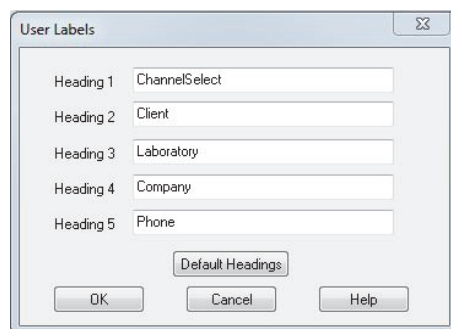 User Labels
Heading 1 ChannelSelect
Heading 2 Client
Heading 3 Laboratory
Heading 4 Company
Heading 5 Phone
Default Headings
OK Cancel Help